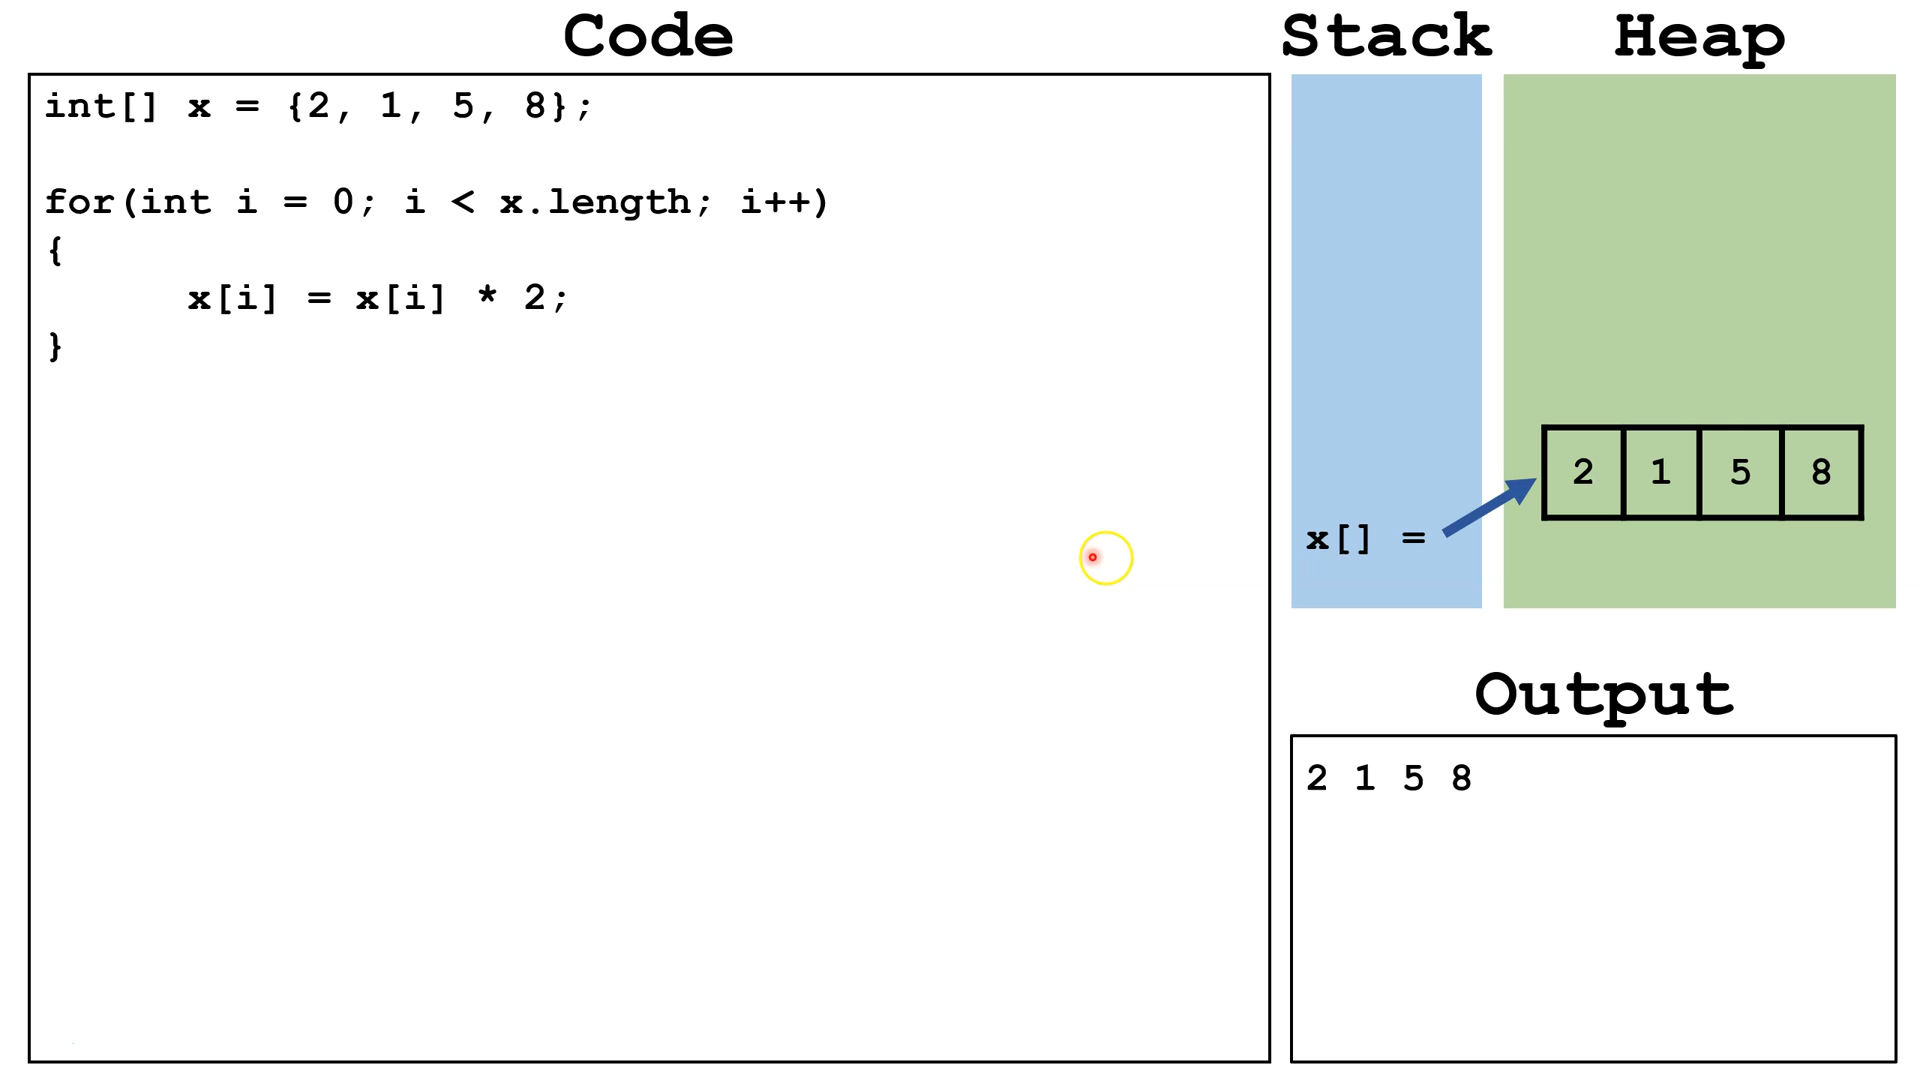 Code
int[] x = {2, 1, 5, 8};
for(int i = 0; i < x.length; i++)
{
x[i] = x[i] * 2;
}
Stack
Heap
2 1 5 8
x[] =
Output
2 1 5 8